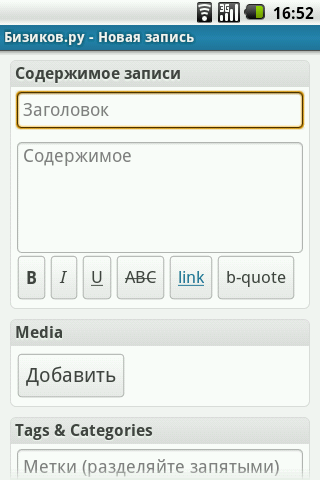 3G 16:52
Бизиков.ру - Новая запись
Содержимое записи
Заголовок
Содержимое
B I U ABC link b-quote
Media
Добавить
Tags & Categories
Метки (разделяйте запятыми)